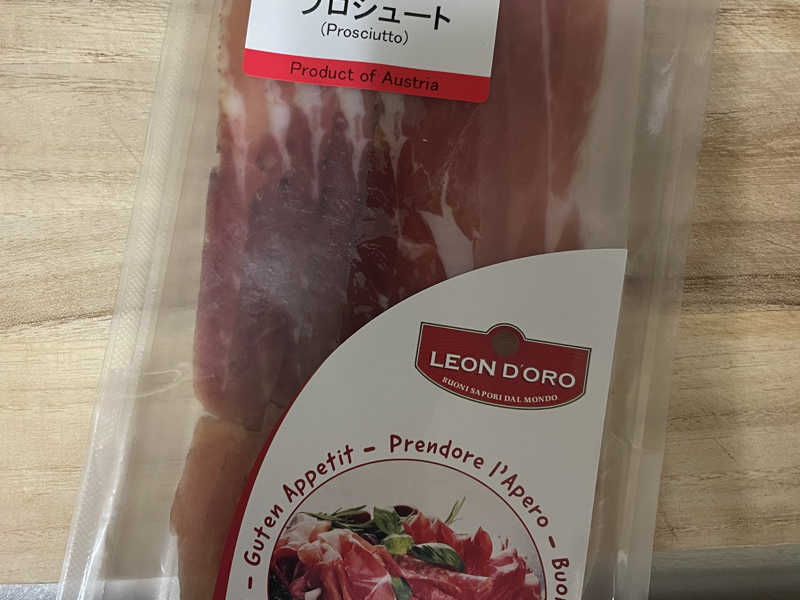 プロシュート
(Prosciutto)
Product of Austria
LEON D'ORO
BUONI SAPORI DAL MONDO
- Guten Appetit - Prendore l'Apero - Buon